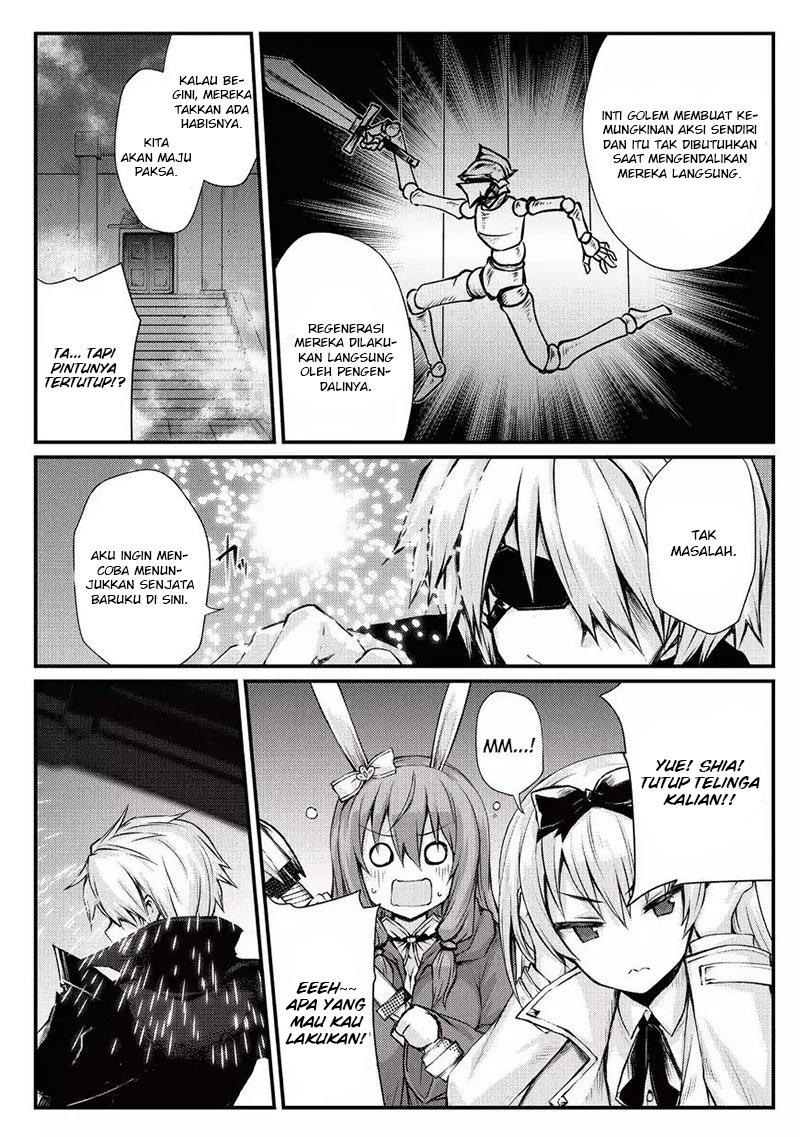 INTI GOLEM MEMBUAT KE-
MUNGKINAN AKSI SENDIRI
DAN ITU TAK DIBUTUHKAN
SAAT MENGENDALIKAN
MEREKA LANGSUNG.
REGENERASI
MEREKA DILAKU-
KAN LANGSUNG
OLEH PENGEN-
DALINYA.
KALAU BE-
GINI, MEREKA
TAKKAN ADA
HABISNYA.
KITA
AKAN MAJU
PAKSA.
TA... TAPI
PINTUNYA
TERTUTUP!?
TAK
MASALAH.
AKU INGIN MEN-
COBA MENUN-
JUKKAN SENJATA
BARUKU DI SINI.
YUE! SHIA!
TUTUP TELINGA
KALIAN!!
MM...!
EEEH~~
APA YANG
MAU KAU
LAKUKAN!?